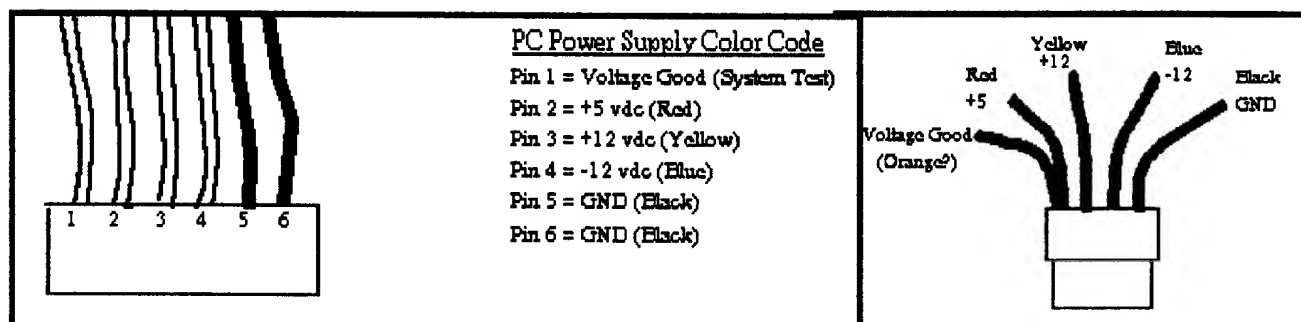 PC Power Supply Color Code
Pin 1 = Voltage Good (System Test)
Pin 2 = +5 vdc (Red)
Pin 3 = +12 vdc (Yellow)
Pin 4 = -12 vdc (Blue)
Pin 5 = GND (Black)
Pin 6 = GND (Black)
1 2 3 4 5 6
Yellow
+12
Blue
-12
Red
+5
Black
GND
Voltage Good
(Orange?)